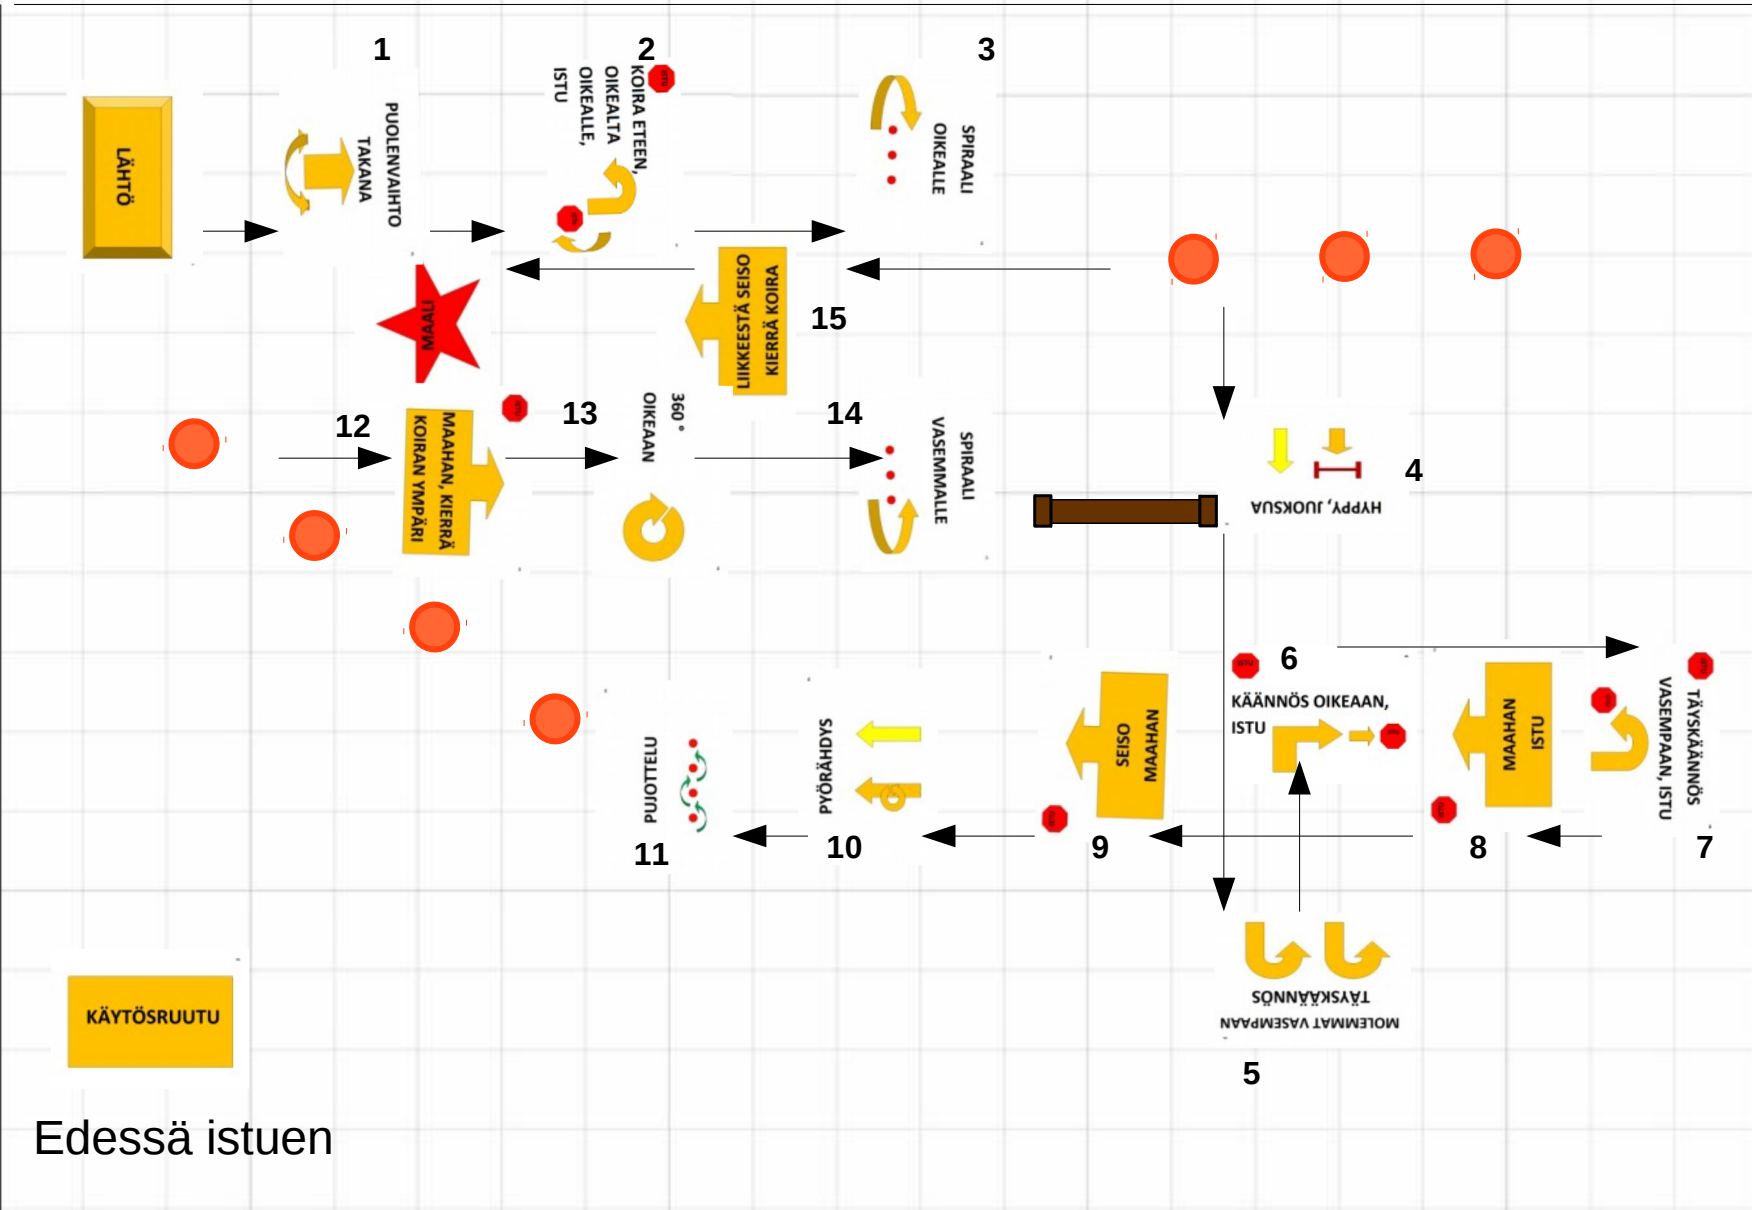 1
2
3
LÄHTÖ
PUOLENVAIHTO
TAKANA
KOIRA ETEEN,
OIKEALTA
OIKEALLE,
ISTU
ISTU
SPIRAALI
OIKEALLE
MAALI
LIIKKEESTÄ SEISO
KIERRÄ KOIRA
15
12
MAAHAN, KIERRÄ
KOIRAN YMPÄRI
13
360°
OIKEAAN
14
SPIRAALI
VASEMMALLE
4
HYPPY, JUOKSUA
ISTU
6
KÄÄNNÖS OIKEAAN,
ISTU
MAAHAN
ISTU
8
TÄYSKÄÄNNÖS
VASEMPAAN, ISTU
7
SEISO
MAAHAN
9
PYÖRÄHDYS
10
PUJOTTELU
11
TÄYSKÄÄNNÖS
MOLEMMAT VASEMPAAN
5
KÄYTÖSRUUTU
Edessä istuen